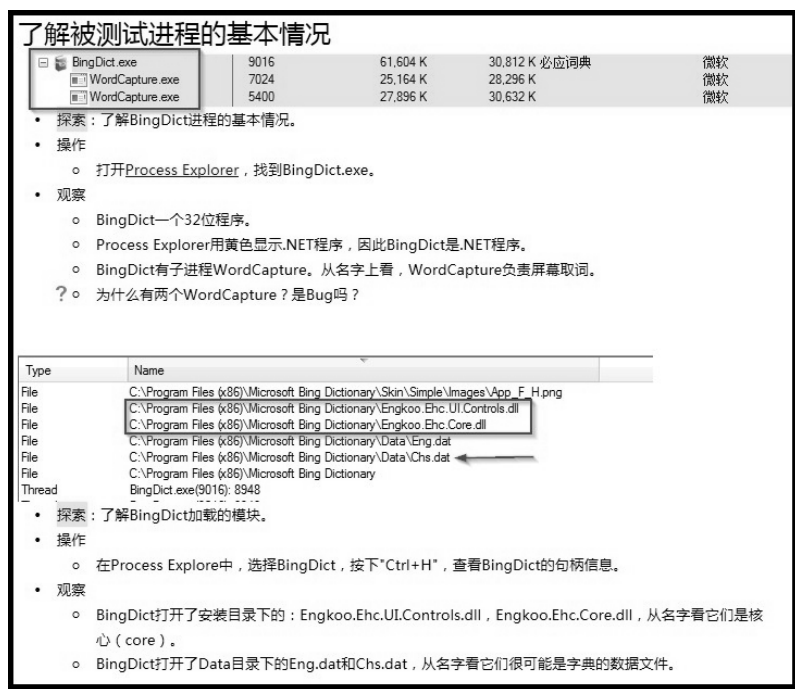 了解被测试进程的基本情况
BingDict.exe 9016 61,604 K 30,812 K 必应词典 微软
WordCapture.exe 7024 25,164 K 28,296 K 微软
WordCapture.exe 5400 27,896 K 30,632 K 微软
• 探索：了解BingDict进程的基本情况。
• 操作
○ 打开Process Explorer，找到BingDict.exe。
• 观察
○ BingDict一个32位程序。
○ Process Explorer用黄色显示.NET程序，因此BingDict是.NET程序。
○ BingDict有子进程WordCapture。从名字上看，WordCapture负责屏幕取词。
? ○ 为什么有两个WordCapture？是Bug吗？
Type Name
File C:\Program Files (x86)\Microsoft Bing Dictionary\Skin\Simple\Images\App_F_H.png
File C:\Program Files (x86)\Microsoft Bing Dictionary\Engkoo.Ehc.UI.Controls.dll
File C:\Program Files (x86)\Microsoft Bing Dictionary\Engkoo.Ehc.Core.dll
File C:\Program Files (x86)\Microsoft Bing Dictionary\Data\Eng.dat
File C:\Program Files (x86)\Microsoft Bing Dictionary\Data\Chs.dat
File C:\Program Files (x86)\Microsoft Bing Dictionary
Thread BingDict.exe(9016): 8948
• 探索：了解BingDict加载的模块。
• 操作
○ 在Process Explore中，选择BingDict，按下"Ctrl+H"，查看BingDict的句柄信息。
• 观察
○ BingDict打开了安装目录下的：Engkoo.Ehc.UI.Controls.dll，Engkoo.Ehc.Core.dll，从名字看它们是核
心（core）。
○ BingDict打开了Data目录下的Eng.dat和Chs.dat，从名字看它们很可能是字典的数据文件。